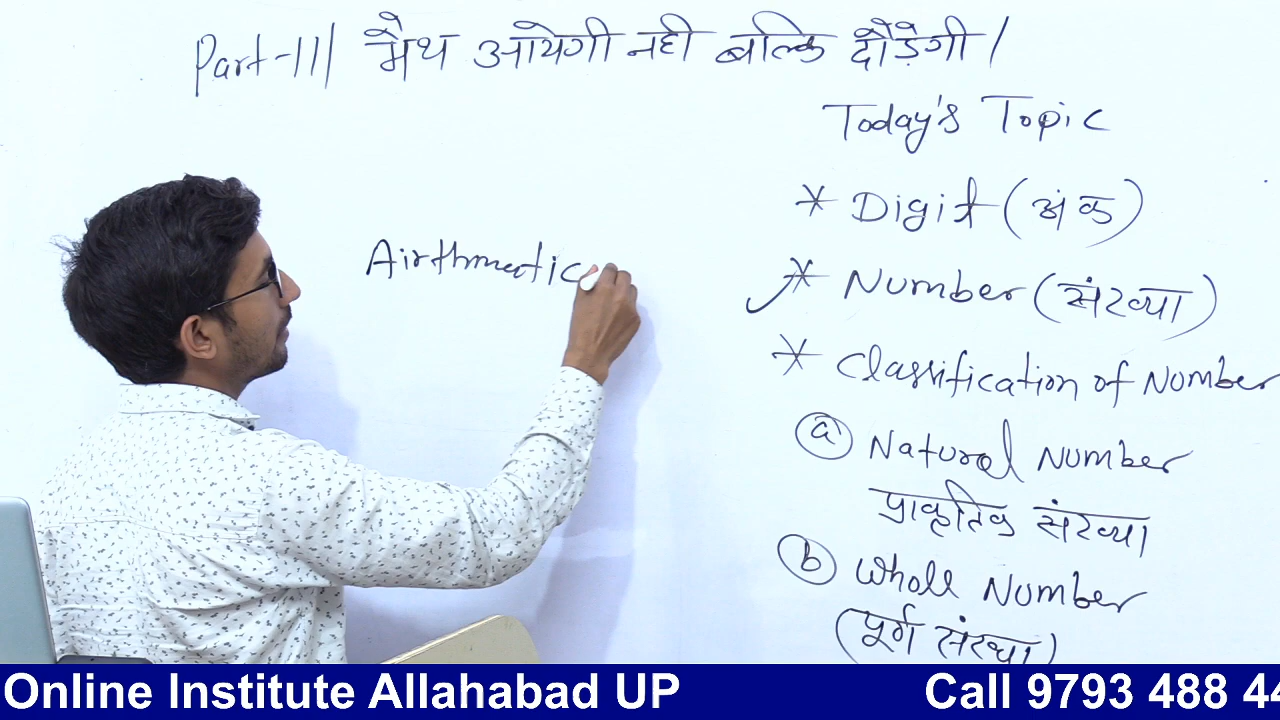 Part-III मैथ आयेगी नही बल्कि दौड़ेगी।
Today's Topic
* Digit (अंक)
Airthmetic
* Number (संख्या)
* Classification of Number
(a) Natural Number
प्राकृतिक संख्या
(b) Whole Number
(पूर्ण संख्या)
Online Institute Allahabad UP Call 9793 488 44